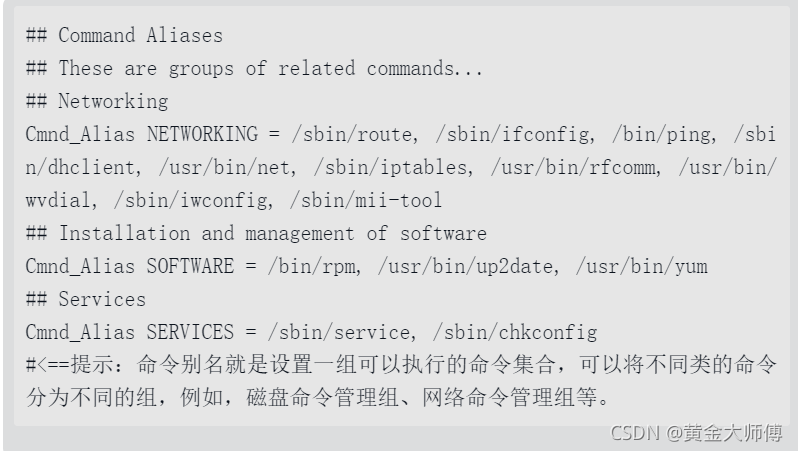 ## Command Aliases
## These are groups of related commands...
## Networking
Cmnd_Alias NETWORKING = /sbin/route, /sbin/ifconfig, /bin/ping, /sbi
n/dhclient, /usr/bin/net, /sbin/iptables, /usr/bin/rfcomm, /usr/bin/
wvdial, /sbin/iwconfig, /sbin/mii-tool
## Installation and management of software
Cmnd_Alias SOFTWARE = /bin/rpm, /usr/bin/up2date, /usr/bin/yum
## Services
Cmnd_Alias SERVICES = /sbin/service, /sbin/chkconfig
#<==提示：命令别名就是设置一组可以执行的命令集合，可以将不同类的命令
分为不同的组，例如，磁盘命令管理组、网络命令管理组等。
CSDN @黄金大师傅